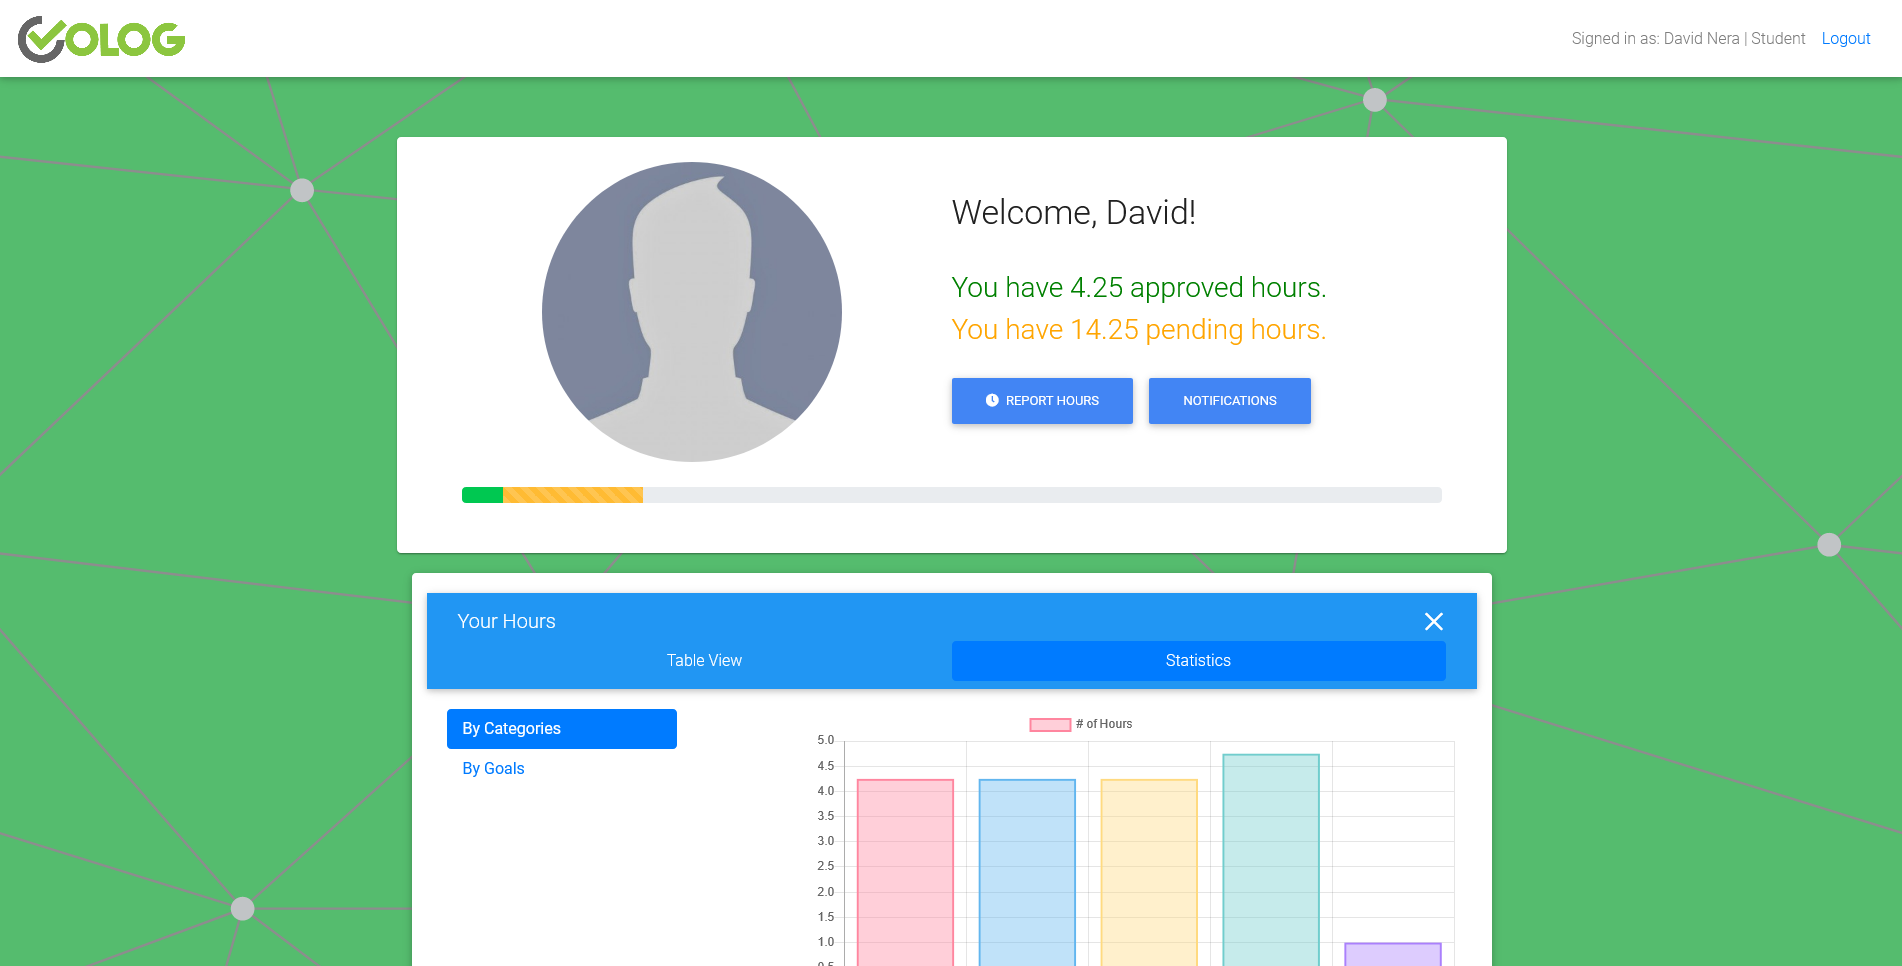 VOLOG
Signed in as: David Nera | Student Logout
Welcome, David!
You have 4.25 approved hours.
You have 14.25 pending hours.
REPORT HOURS NOTIFICATIONS
Your Hours
Table View Statistics
By Categories
By Goals
# of Hours
5.0
4.5
4.0
3.5
3.0
2.5
2.0
1.5
1.0